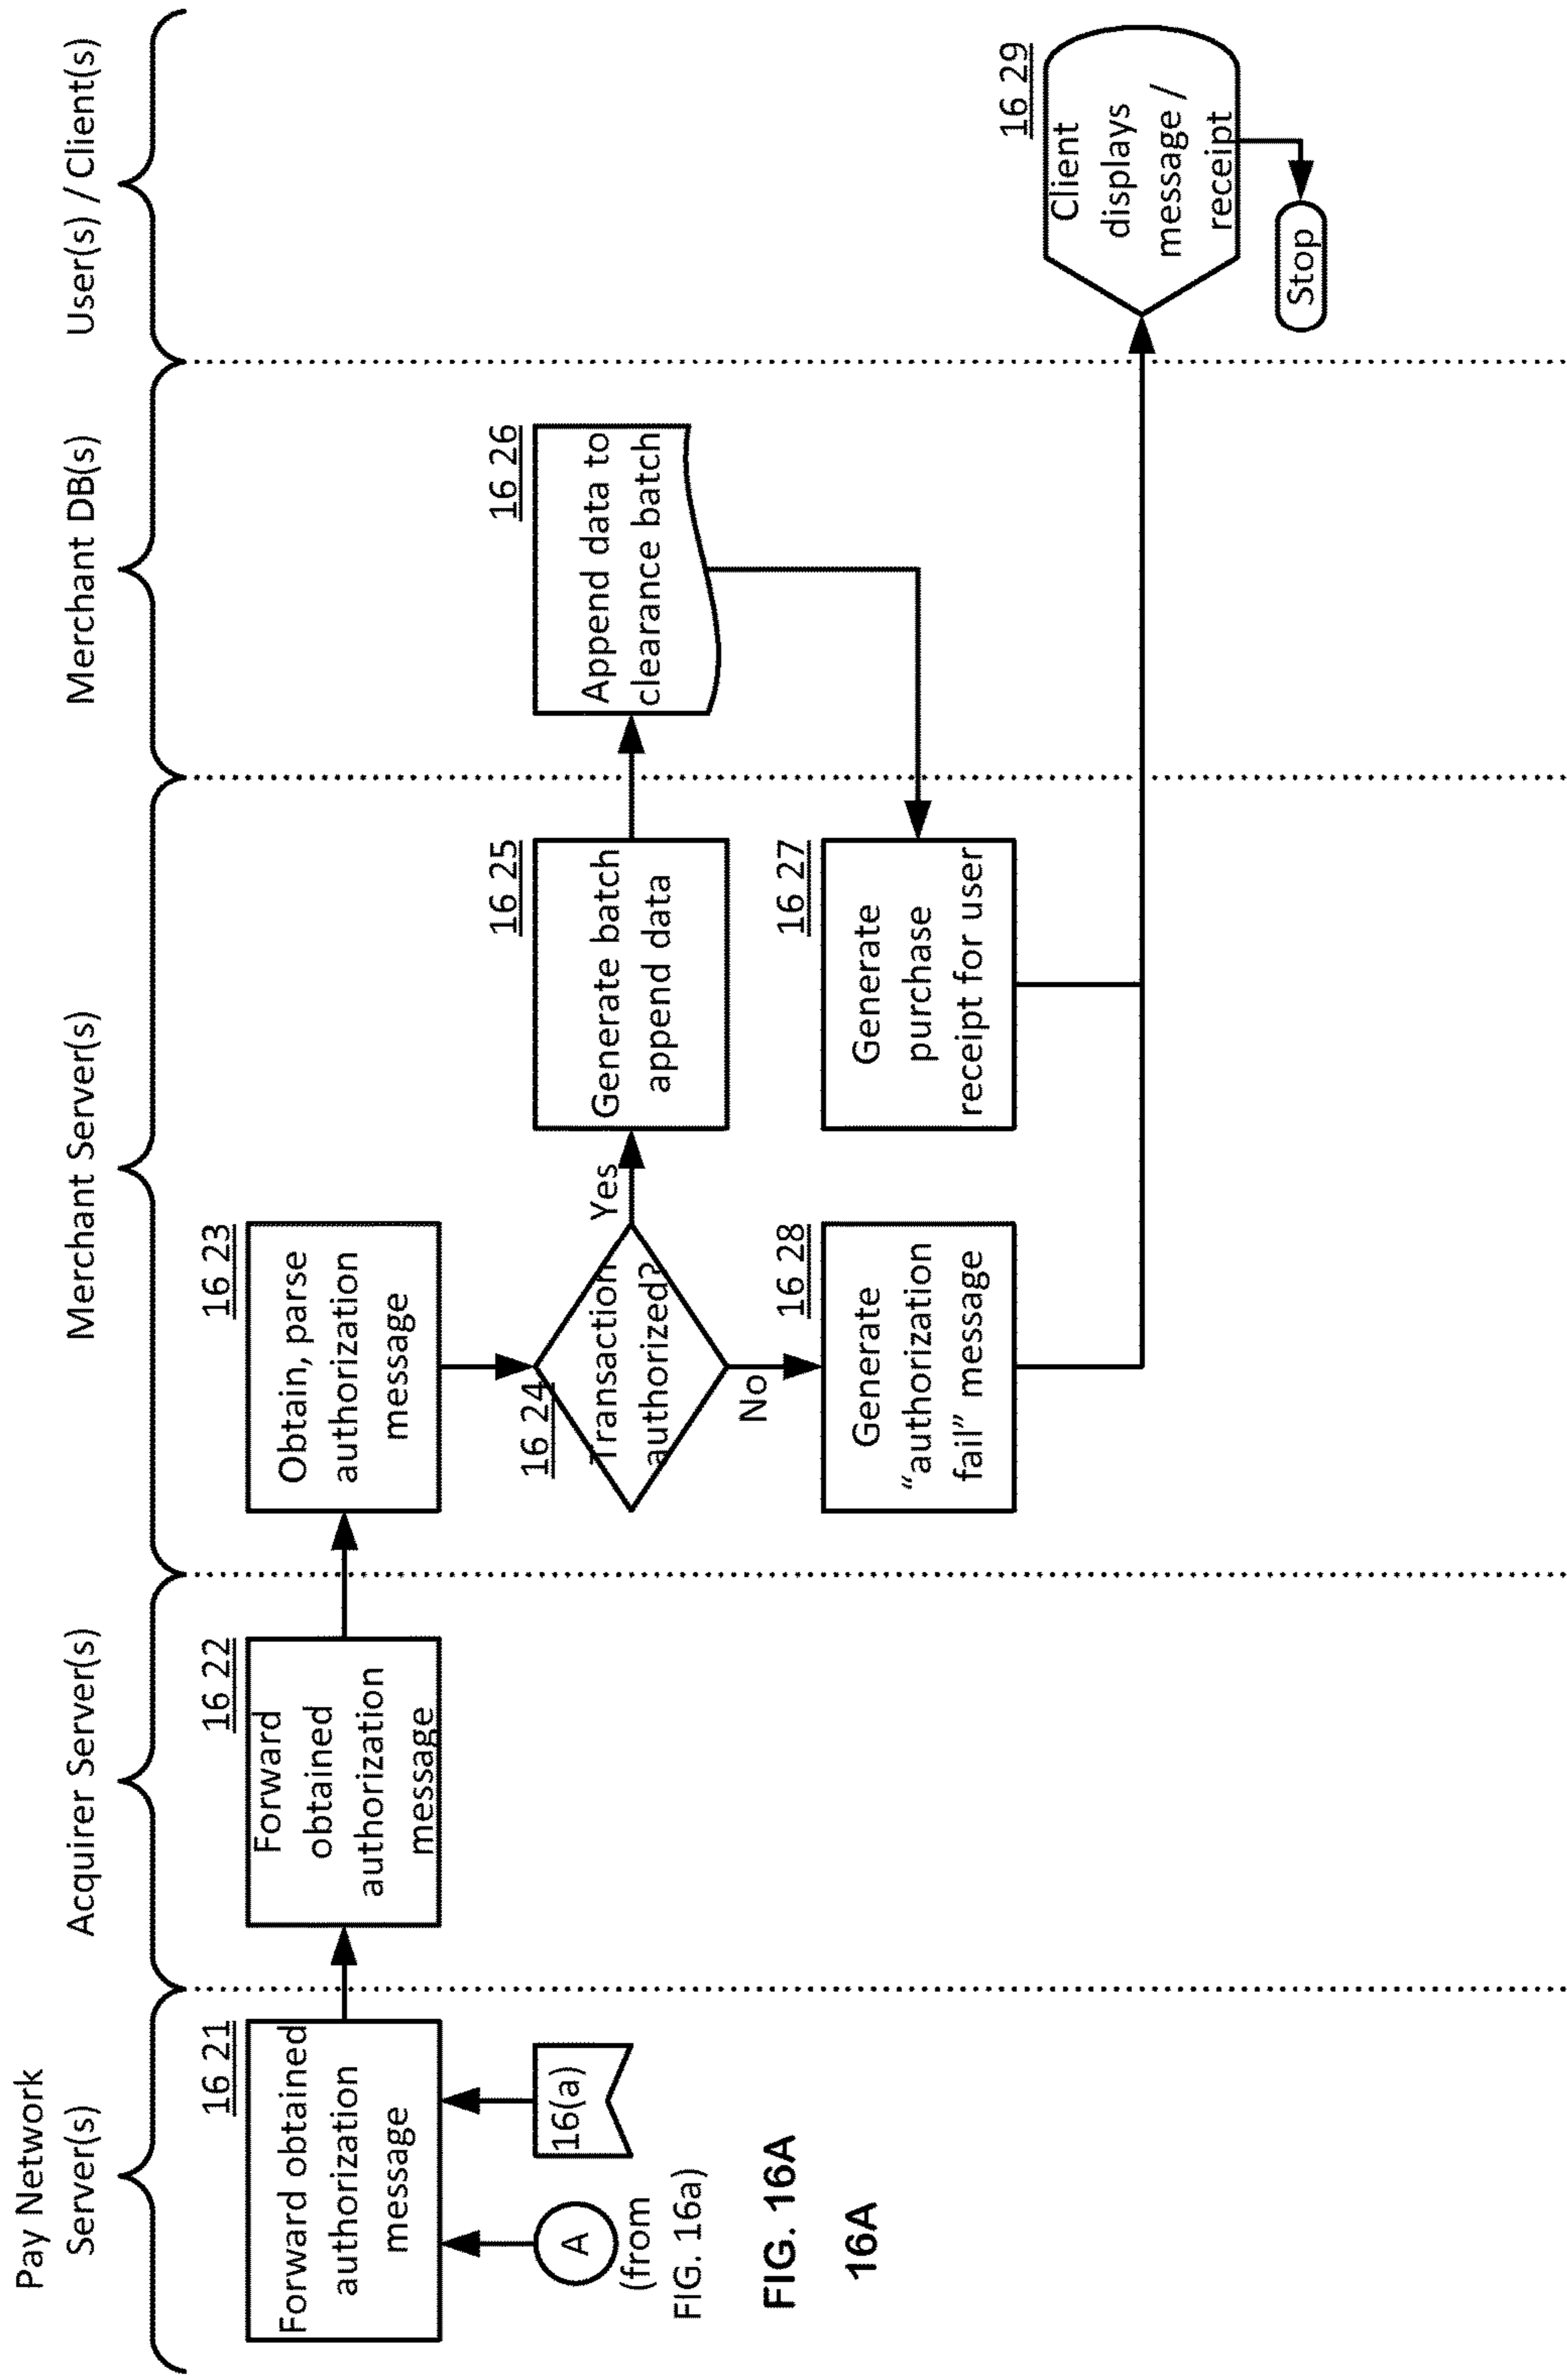 Pay Network
Server(s)
Acquirer Server(s)
Merchant Server(s)
Merchant DB(s)
User(s) / Client(s)
16 21
Forward obtained
authorization
message
A
(from
FIG. 16a)
16(a)
16 22
Forward
obtained
authorization
message
16 23
Obtain, parse
authorization
message
16 24
Transaction
authorized?
Yes
No
16 25
Generate batch
append data
16 26
Append data to
clearance batch
16 27
Generate
purchase
receipt for user
16 28
Generate
“authorization
fail” message
16 29
Client
displays
message /
receipt
Stop
FIG. 16A
16A